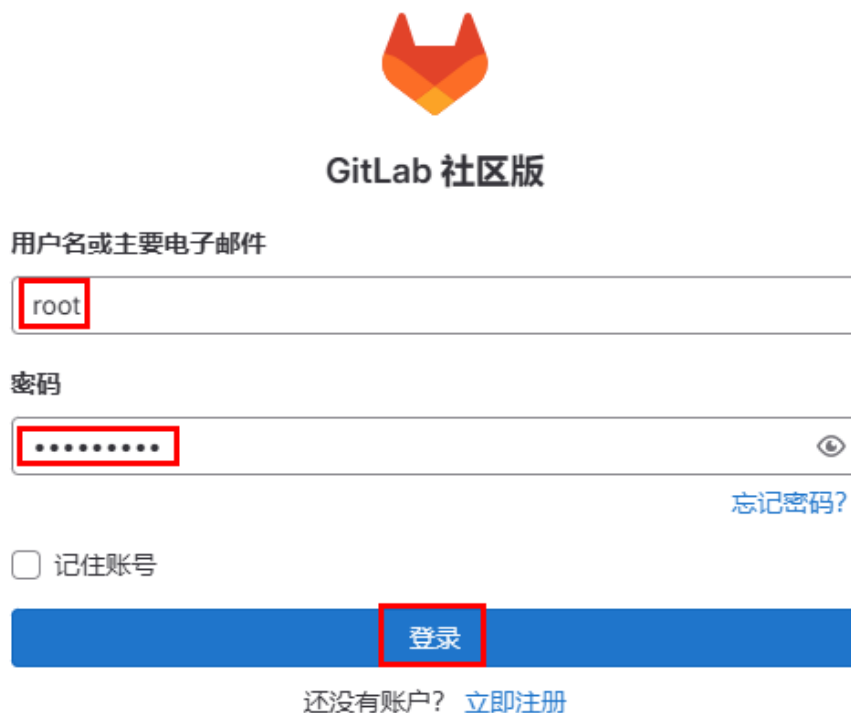 GitLab 社区版
用户名或主要电子邮件
root
密码
•••••••••
忘记密码?
记住账号
登录
还没有账户? 立即注册